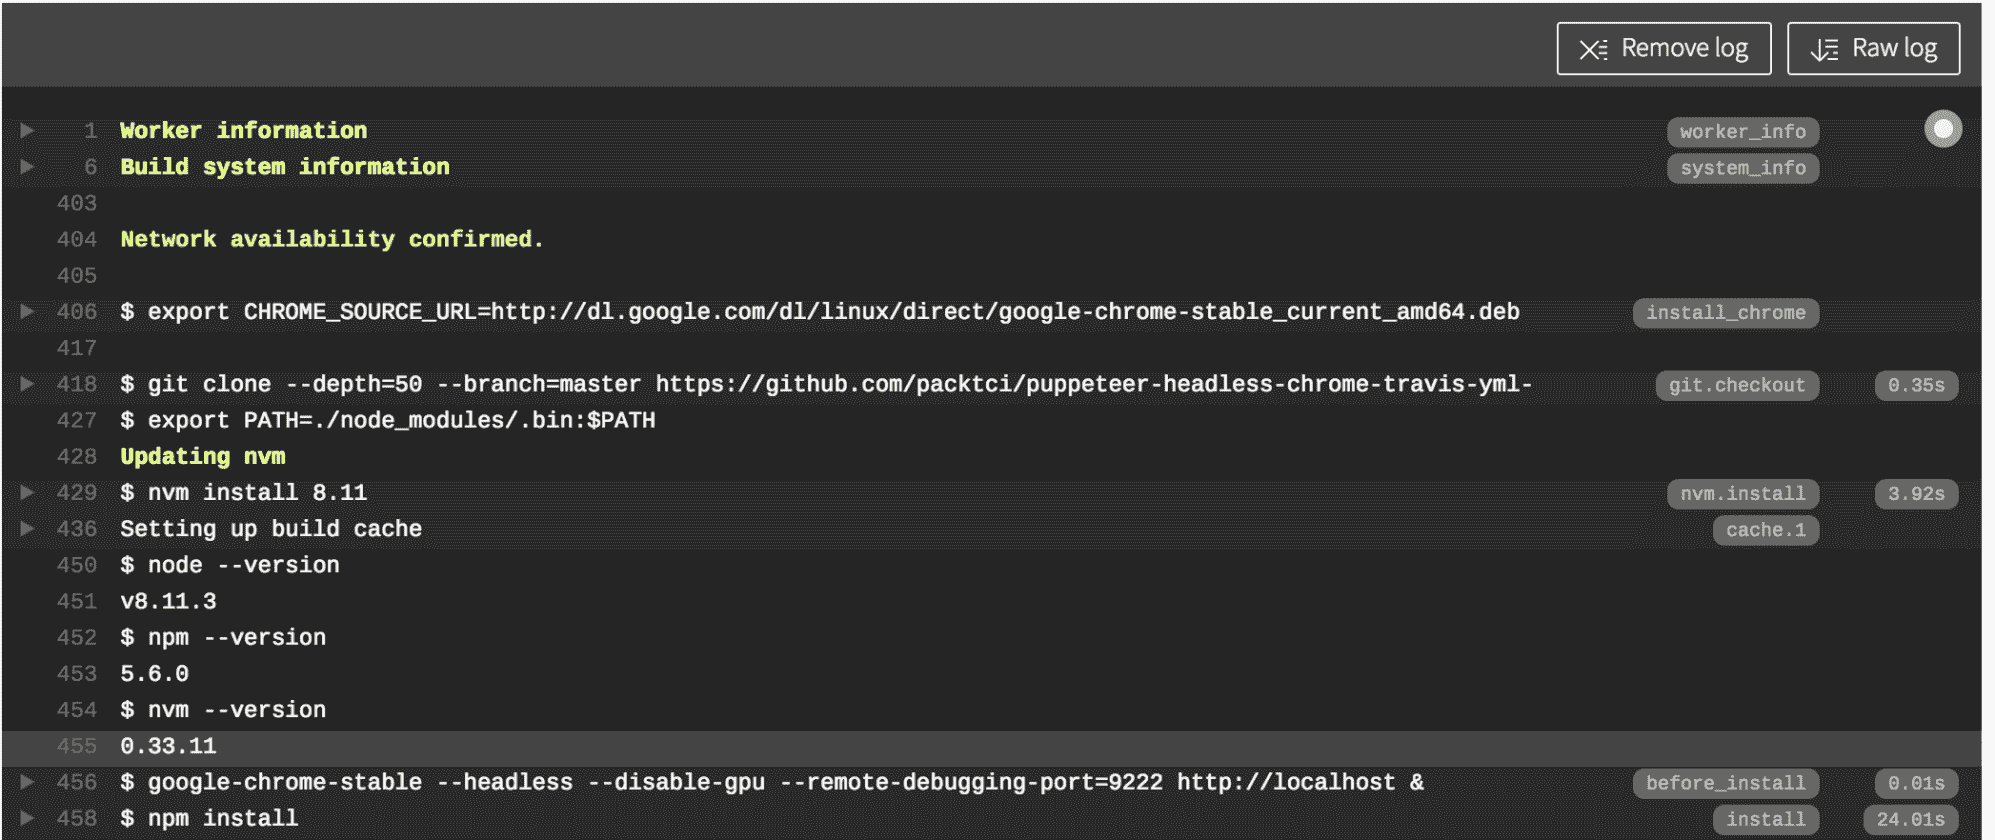 Remove log Raw log
1 Worker information worker_info
6 Build system information system_info
403
404 Network availability confirmed.
405
406 $ export CHROME_SOURCE_URL=http://dl.google.com/dl/linux/direct/google-chrome-stable_current_amd64.deb install_chrome
417
418 $ git clone --depth=50 --branch=master https://github.com/packtci/puppeteer-headless-chrome-travis-yml- git.checkout 0.35s
427 $ export PATH=./node_modules/.bin:$PATH
428 Updating nvm
429 $ nvm install 8.11 nvm.install 3.92s
436 Setting up build cache cache.1
450 $ node --version
451 v8.11.3
452 $ npm --version
453 5.6.0
454 $ nvm --version
455 0.33.11
456 $ google-chrome-stable --headless --disable-gpu --remote-debugging-port=9222 http://localhost & before_install 0.01s
458 $ npm install install 24.01s